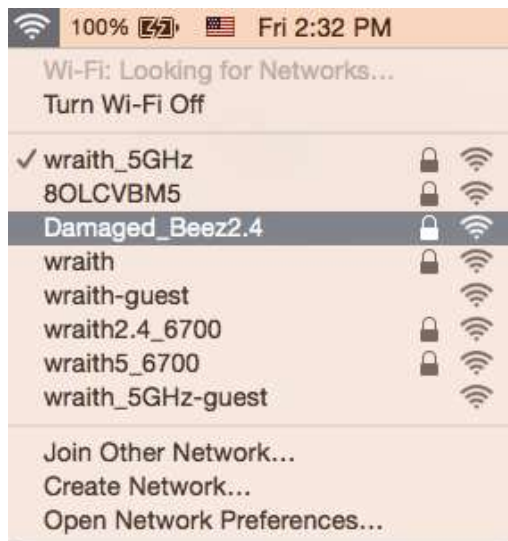 100% Fri 2:32 PM
Wi-Fi: Looking for Networks...
Turn Wi-Fi Off
wraith_5GHz
8OLCVBM5
Damaged_Beez2.4
wraith
wraith-guest
wraith2.4_6700
wraith5_6700
wraith_5GHz-guest
Join Other Network...
Create Network...
Open Network Preferences...